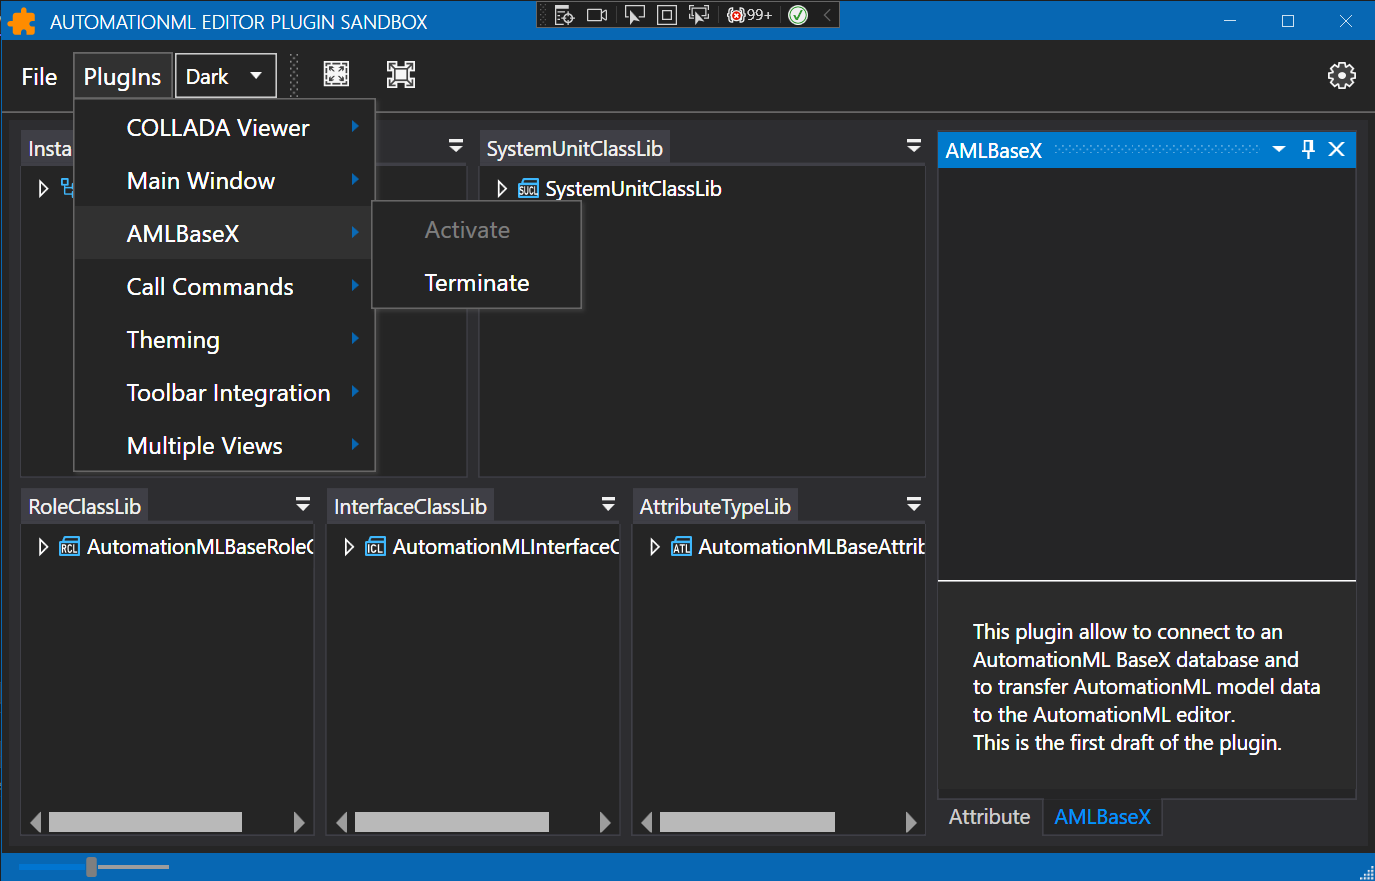 AUTOMATIONML EDITOR PLUGIN SANDBOX
99+
File
PlugIns
Dark
COLLADA Viewer
Main Window
AMLBaseX
Call Commands
Theming
Toolbar Integration
Multiple Views
Activate
Terminate
Insta
SystemUnitClassLib
SUCL SystemUnitClassLib
AMLBaseX
RoleClassLib
RCL AutomationMLBaseRoleC
InterfaceClassLib
ICL AutomationMLInterfaceC
AttributeTypeLib
ATL AutomationMLBaseAttrib
This plugin allow to connect to an
AutomationML BaseX database and
to transfer AutomationML model data
to the AutomationML editor.
This is the first draft of the plugin.
Attribute
AMLBaseX